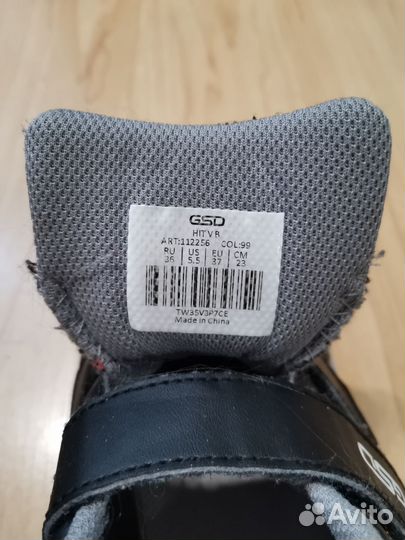 GSD
HIT V B
ART:112256 COL:99
RU US EU CM
36 5.5 37 23
TW35V3P7CE
Made in China
Avito